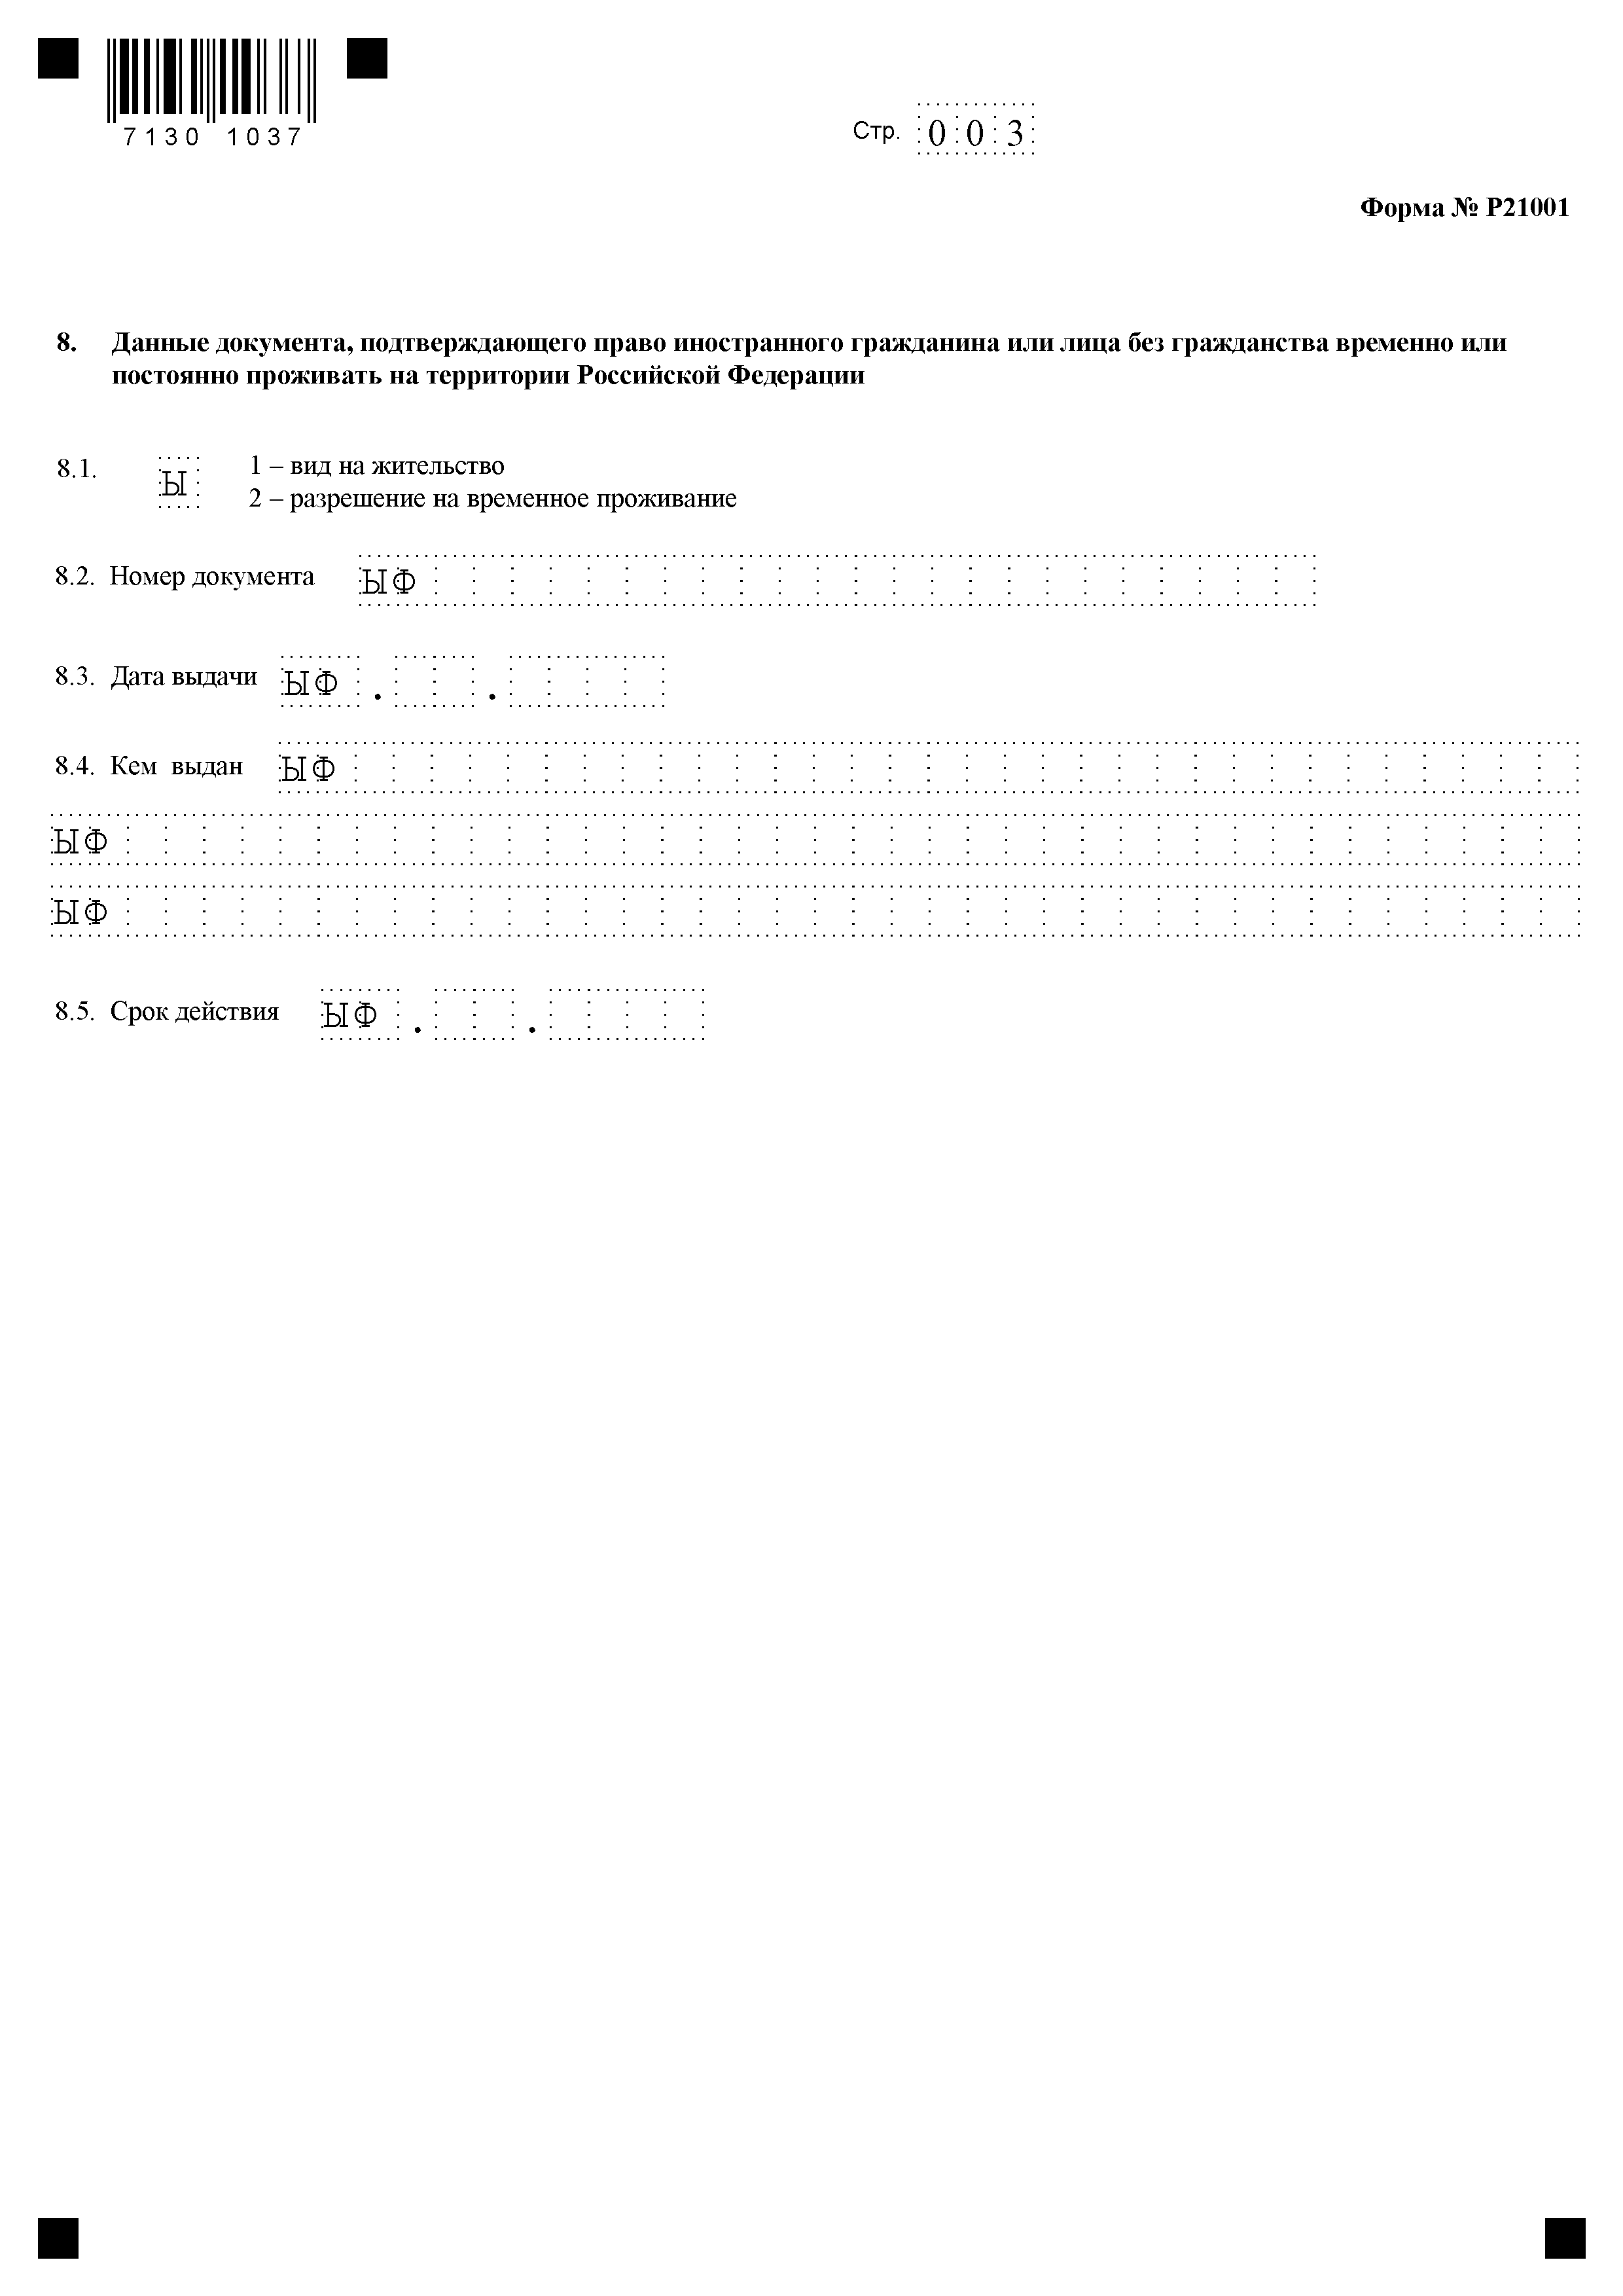 7130 1037
Стр. 003
Форма № Р21001
8. Данные документа, подтверждающего право иностранного гражданина или лица без гражданства временно или
постоянно проживать на территории Российской Федерации
8.1. Ы 1 – вид на жительство
2 – разрешение на временное проживание
8.2. Номер документа ЫФ
8.3. Дата выдачи ЫФ . .
8.4. Кем выдан ЫФ
ЫФ
ЫФ
8.5. Срок действия ЫФ . .